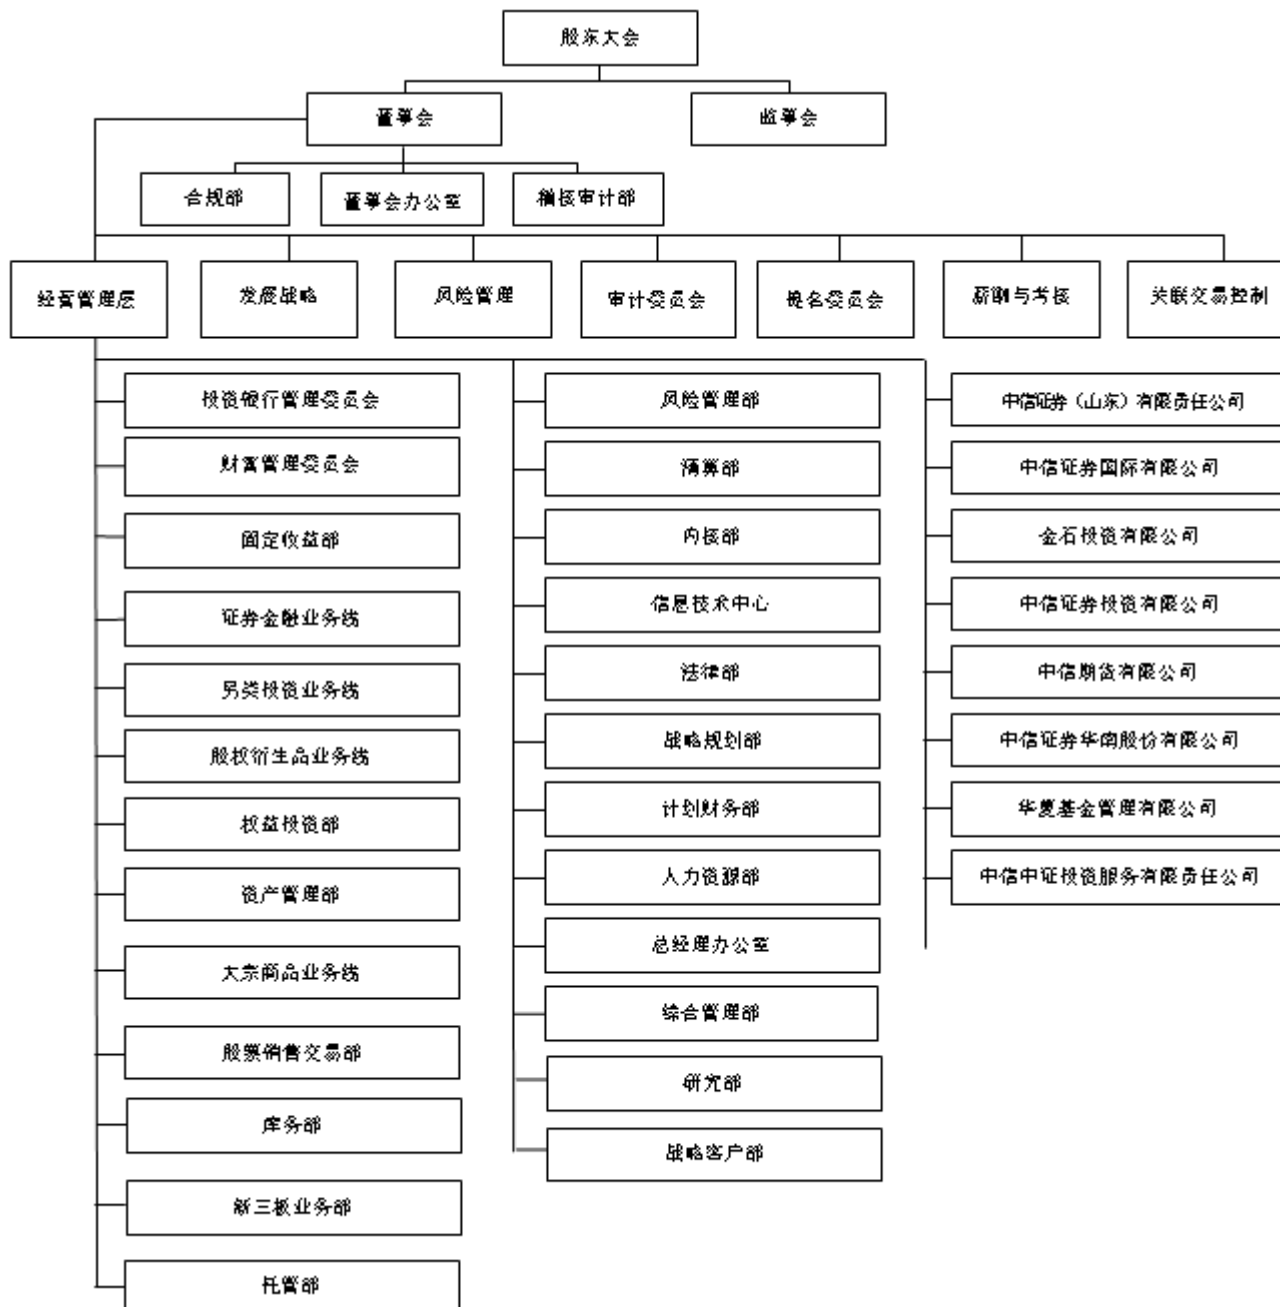 股东大会
董事会
监事会
合规部
董事会办公室
稽核审计部
经营管理层
发展战略
风险管理
审计委员会
提名委员会
薪酬与考核
关联交易控制
投资银行管理委员会
财富管理委员会
固定收益部
证券金融业务线
另类投资业务线
股权衍生品业务线
权益投资部
资产管理部
大宗商品业务线
股票销售交易部
库务部
新三板业务部
托管部
风险管理部
清算部
内核部
信息技术中心
法律部
战略规划部
计划财务部
人力资源部
总经理办公室
综合管理部
研究部
战略客户部
中信证券（山东）有限责任公司
中信证券国际有限公司
金石投资有限公司
中信证券投资有限公司
中信期货有限公司
中信证券华南股份有限公司
华夏基金管理有限公司
中信中证投资服务有限责任公司